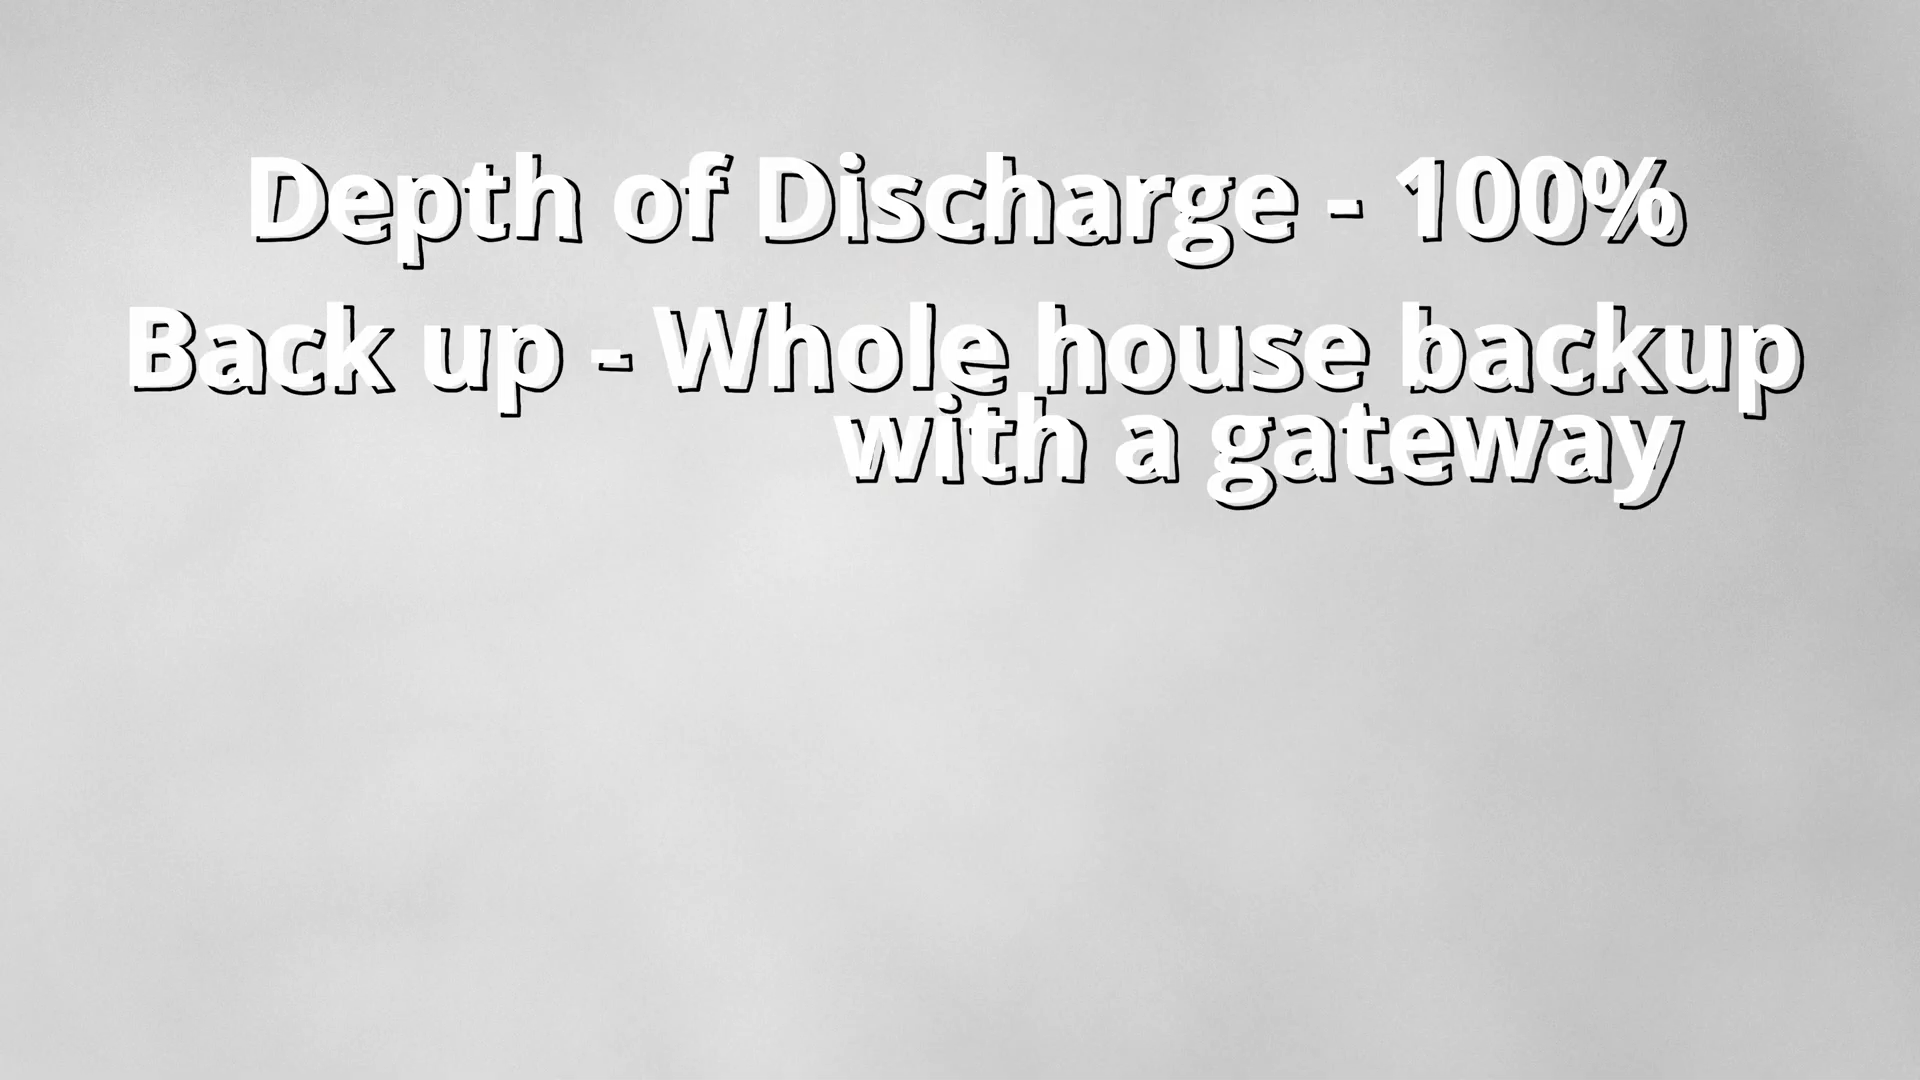 Depth of Discharge - 100%
Back up - Whole house backup
with a gateway